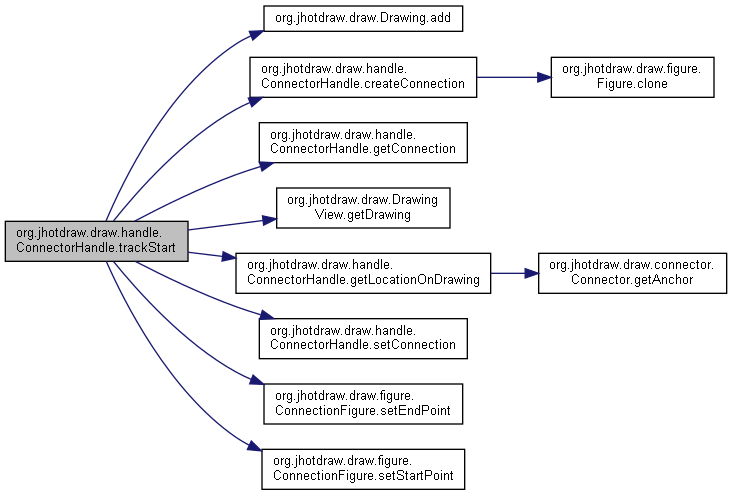 org.jhotdraw.draw.handle.
ConnectorHandle.trackStart
org.jhotdraw.draw.Drawing.add
org.jhotdraw.draw.handle.
ConnectorHandle.createConnection
org.jhotdraw.draw.figure.
Figure.clone
org.jhotdraw.draw.handle.
ConnectorHandle.getConnection
org.jhotdraw.draw.Drawing
View.getDrawing
org.jhotdraw.draw.handle.
ConnectorHandle.getLocationOnDrawing
org.jhotdraw.draw.connector.
Connector.getAnchor
org.jhotdraw.draw.handle.
ConnectorHandle.setConnection
org.jhotdraw.draw.figure.
ConnectionFigure.setEndPoint
org.jhotdraw.draw.figure.
ConnectionFigure.setStartPoint